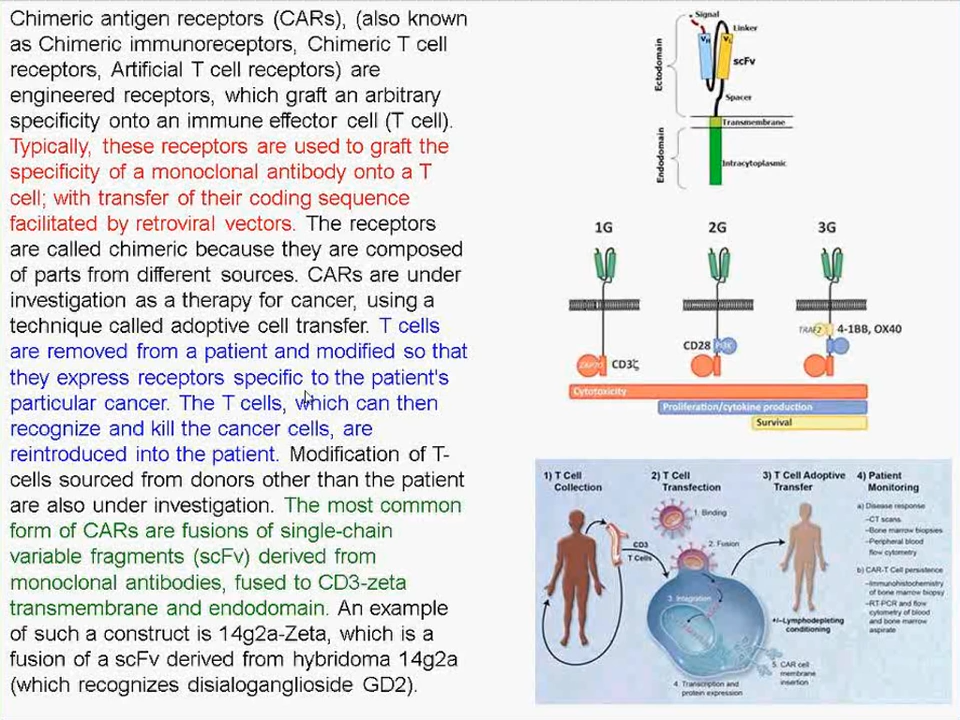 Chimeric antigen receptors (CARs), (also known
as Chimeric immunoreceptors, Chimeric T cell
receptors, Artificial T cell receptors) are
engineered receptors, which graft an arbitrary
specificity onto an immune effector cell (T cell).
Typically, these receptors are used to graft the
specificity of a monoclonal antibody onto a T
cell; with transfer of their coding sequence
facilitated by retroviral vectors. The receptors
are called chimeric because they are composed
of parts from different sources. CARs are under
investigation as a therapy for cancer, using a
technique called adoptive cell transfer. T cells
are removed from a patient and modified so that
they express receptors specific to the patient's
particular cancer. The T cells, which can then
recognize and kill the cancer cells, are
reintroduced into the patient. Modification of T-
cells sourced from donors other than the patient
are also under investigation. The most common
form of CARs are fusions of single-chain
variable fragments (scFv) derived from
monoclonal antibodies, fused to CD3-zeta
transmembrane and endodomain. An example
of such a construct is 14g2a-Zeta, which is a
fusion of a scFv derived from hybridoma 14g2a
(which recognizes disialoganglioside GD2).
Signal
Linker
VH
VL
scFv
Ectodomain
Spacer
Transmembrane
Endodomain
Intracytoplasmic
1G
2G
3G
TRAF2
4-1BB, OX40
CD28
PI3K
ZAP70
CD3ζ
Cytotoxicity
Proliferation/cytokine production
Survival
1) T Cell
Collection
2) T Cell
Transfection
3) T Cell Adoptive
Transfer
4) Patient
Monitoring
1. Binding
2. Fusion
CD3
T Cells
3. Integration
4. Transcription and
protein expression
5. CAR cell
membrane
insertion
+/–Lymphodepleting
conditioning
a) Disease response
–CT scans
–Bone marrow biopsies
–Peripheral blood
flow cytometry
b) CAR-T Cell persistence
–Immunohistochemistry
of bone marrow biopsy
–RT-PCR and flow
cytometry of blood
and bone marrow
aspirate